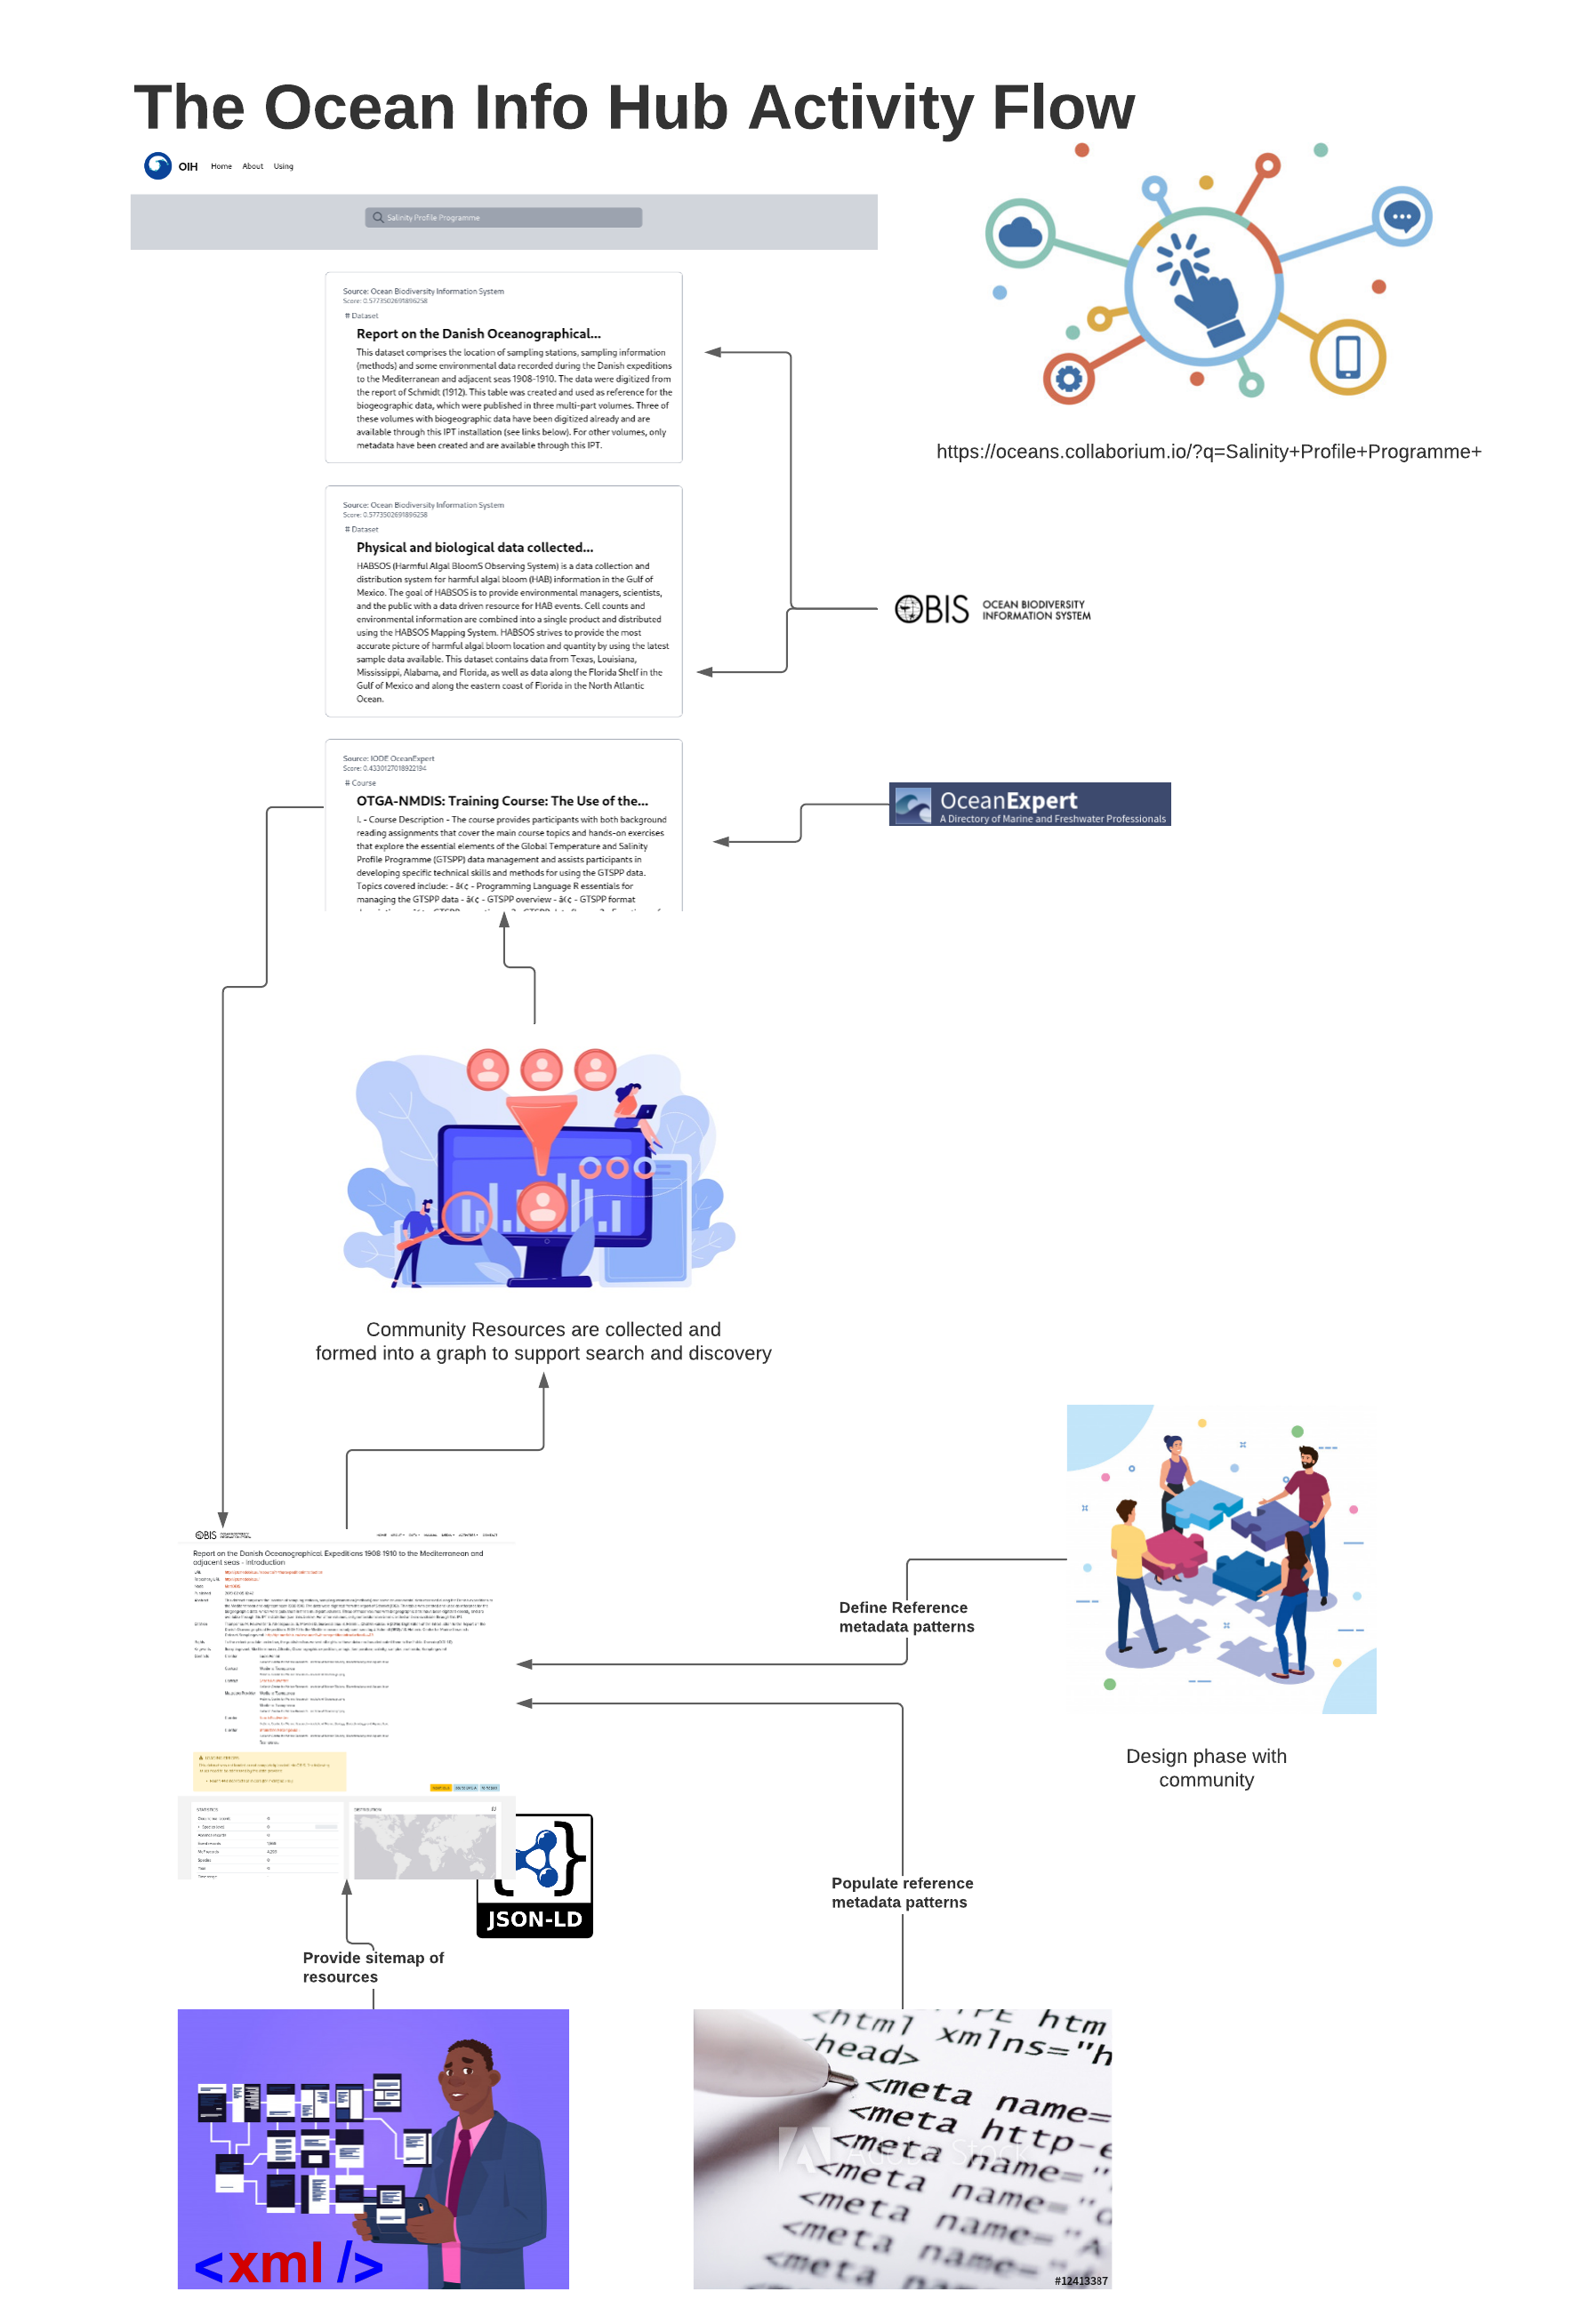 The Ocean Info Hub Activity Flow
OIH Home About Using
Salinity Profile Programme
Source: Ocean Biodiversity Information System
Score: 0.5773502691896258
# Dataset
Report on the Danish Oceanographical...
This dataset comprises the location of sampling stations, sampling information
(methods) and some environmental data recorded during the Danish expeditions
to the Mediterranean and adjacent seas 1908-1910. The data were digitized from
the report of Schmidt (1912). This table was created and used as reference for the
biogeographic data, which were published in three multi-part volumes. Three of
these volumes with biogeographic data have been digitized already and are
available through this IPT installation (see links below). For other volumes, only
metadata have been created and are available through this IPT.
https://oceans.collaborium.io/?q=Salinity+Profile+Programme+
Source: Ocean Biodiversity Information System
Score: 0.5773502691896258
# Dataset
Physical and biological data collected...
HABSOS (Harmful Algal BloomS Observing System) is a data collection and
distribution system for harmful algal bloom (HAB) information in the Gulf of
Mexico. The goal of HABSOS is to provide environmental managers, scientists,
and the public with a data driven resource for HAB events. Cell counts and
environmental information are combined into a single product and distributed
using the HABSOS Mapping System. HABSOS strives to provide the most
accurate picture of harmful algal bloom location and quantity by using the latest
sample data available. This dataset contains data from Texas, Louisiana,
Mississippi, Alabama, and Florida, as well as data along the Florida Shelf in the
Gulf of Mexico and along the eastern coast of Florida in the North Atlantic
Ocean.
OBIS OCEAN BIODIVERSITY
INFORMATION SYSTEM
Source: IODE OceanExpert
Score: 0.4330127018922194
# Course
OTGA-NMDIS: Training Course: The Use of the...
l. - Course Description - The course provides participants with both background
reading assignments that cover the main course topics and hands-on exercises
that explore the essential elements of the Global Temperature and Salinity
Profile Programme (GTSPP) data management and assists participants in
developing specific technical skills and methods for using the GTSPP data.
Topics covered include: - â€¢ - Programming Language R essentials for
managing the GTSPP data - â€¢ - GTSPP overview - â€¢ - GTSPP format
OceanExpert
A Directory of Marine and Freshwater Professionals
Community Resources are collected and
formed into a graph to support search and discovery
OBIS
Report on the Danish Oceanographical Expeditions 1908-1910 to the Mediterranean and
adjacent seas - Introduction
STATISTICS
DISTRIBUTION
Define Reference
metadata patterns
Design phase with
community
Populate reference
metadata patterns
{ }
JSON-LD
Provide sitemap of
resources
<xml />
<html xmlns="h
<head>
<meta name=
<meta http-e
<meta name="
<meta name="d
<meta name="A
<meta name="
Adobe Stock
#12413387